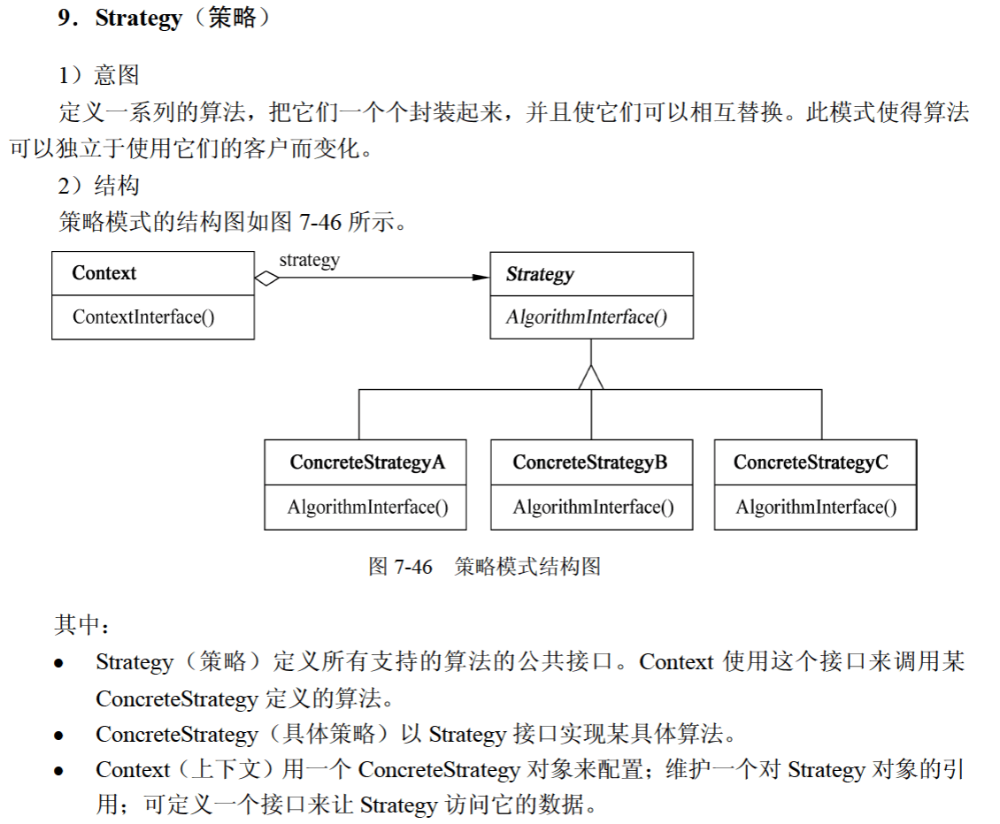 9．Strategy（策略）
1）意图
定义一系列的算法，把它们一个个封装起来，并且使它们可以相互替换。此模式使得算法
可以独立于使用它们的客户而变化。
2）结构
策略模式的结构图如图 7-46 所示。
strategy
Context
ContextInterface()
Strategy
AlgorithmInterface()
ConcreteStrategyA
AlgorithmInterface()
ConcreteStrategyB
AlgorithmInterface()
ConcreteStrategyC
AlgorithmInterface()
图 7-46 策略模式结构图
其中：
● Strategy（策略）定义所有支持的算法的公共接口。Context 使用这个接口来调用某
ConcreteStrategy 定义的算法。
● ConcreteStrategy（具体策略）以 Strategy 接口实现某具体算法。
● Context（上下文）用一个 ConcreteStrategy 对象来配置；维护一个对 Strategy 对象的引
用；可定义一个接口来让 Strategy 访问它的数据。